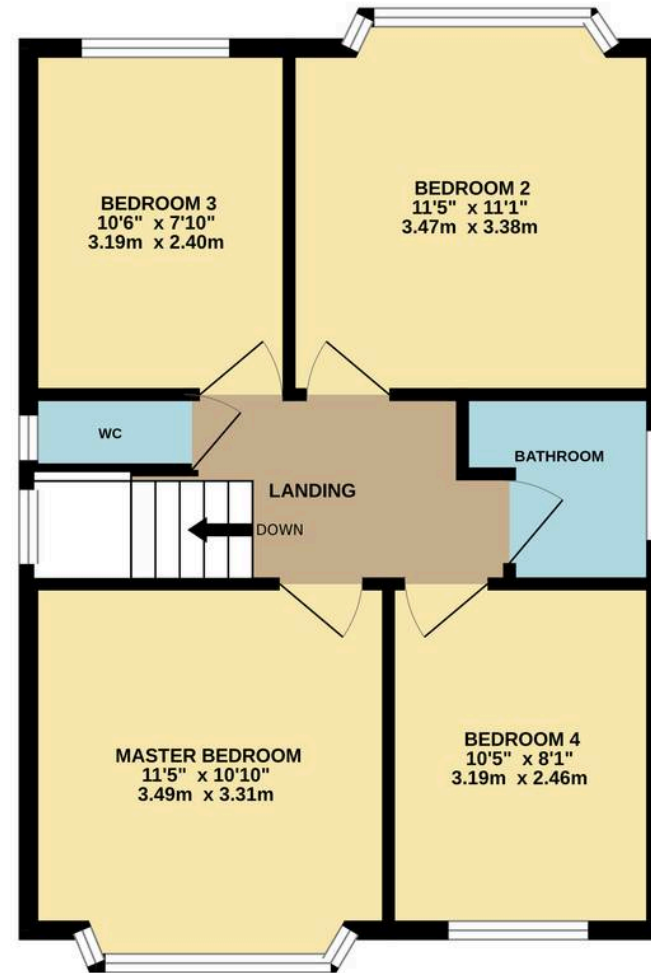 BEDROOM 3
10'6" x 7'10"
3.19m x 2.40m
BEDROOM 2
11'5" x 11'1"
3.47m x 3.38m
WC
BATHROOM
LANDING
DOWN
MASTER BEDROOM
11'5" x 10'10"
3.49m x 3.31m
BEDROOM 4
10'5" x 8'1"
3.19m x 2.46m